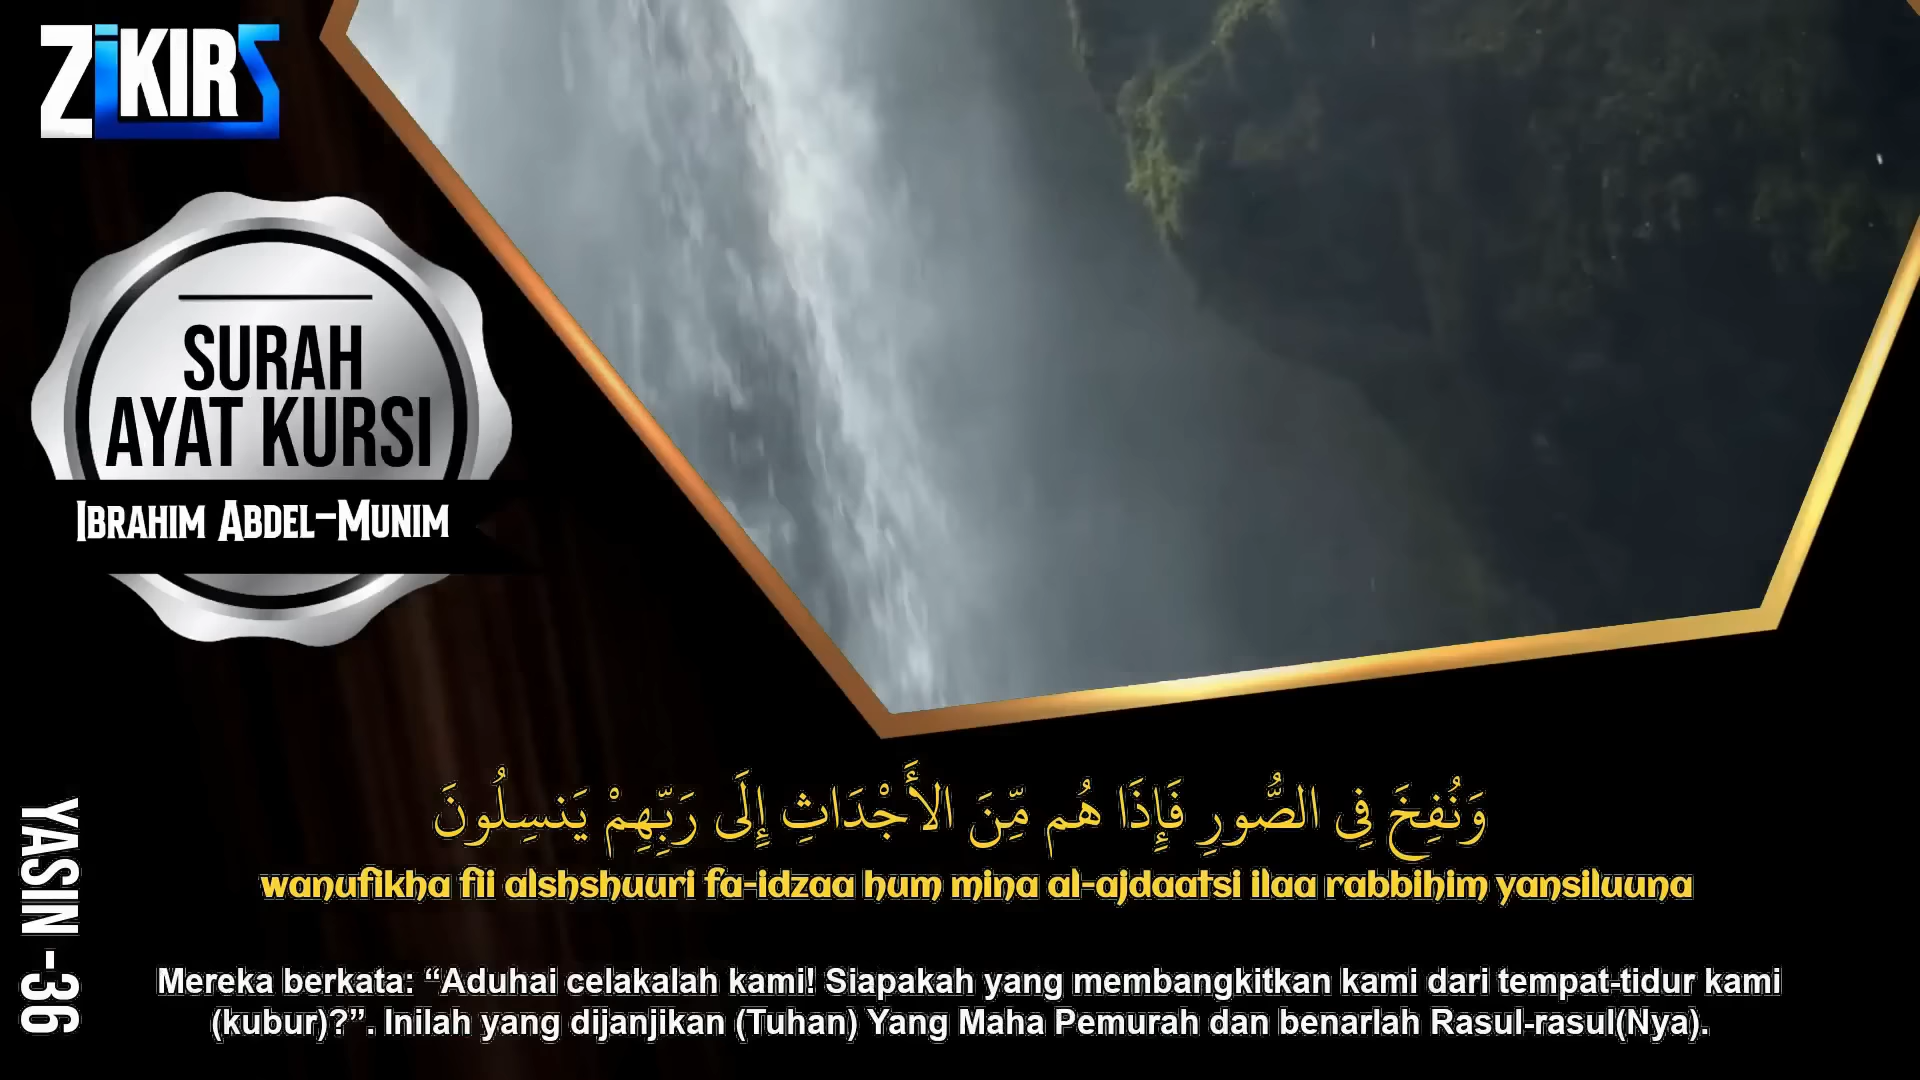 ZiKIRS
SURAH
AYAT KURSI
IBRAHIM ABDEL-MUNIM
وَنُفِخَ فِى الصُّورِ فَإِذَا هُم مِّنَ الأَجْدَاثِ إِلَى رَبِّهِمْ يَنسِلُونَ
wanufikha fii alshshuuri fa-idzaa hum mina al-ajdaatsi ilaa rabbihim yansiluuna
YASIN -36
Mereka berkata: “Aduhai celakalah kami! Siapakah yang membangkitkan kami dari tempat-tidur kami
(kubur)?”. Inilah yang dijanjikan (Tuhan) Yang Maha Pemurah dan benarlah Rasul-rasul(Nya).